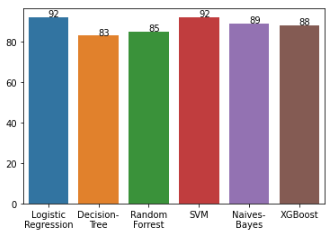 92
83
85
92
89
88
80
60
40
20
0
Logistic
Regression
Decision-
Tree
Random
Forrest
SVM
Naives-
Bayes
XGBoost